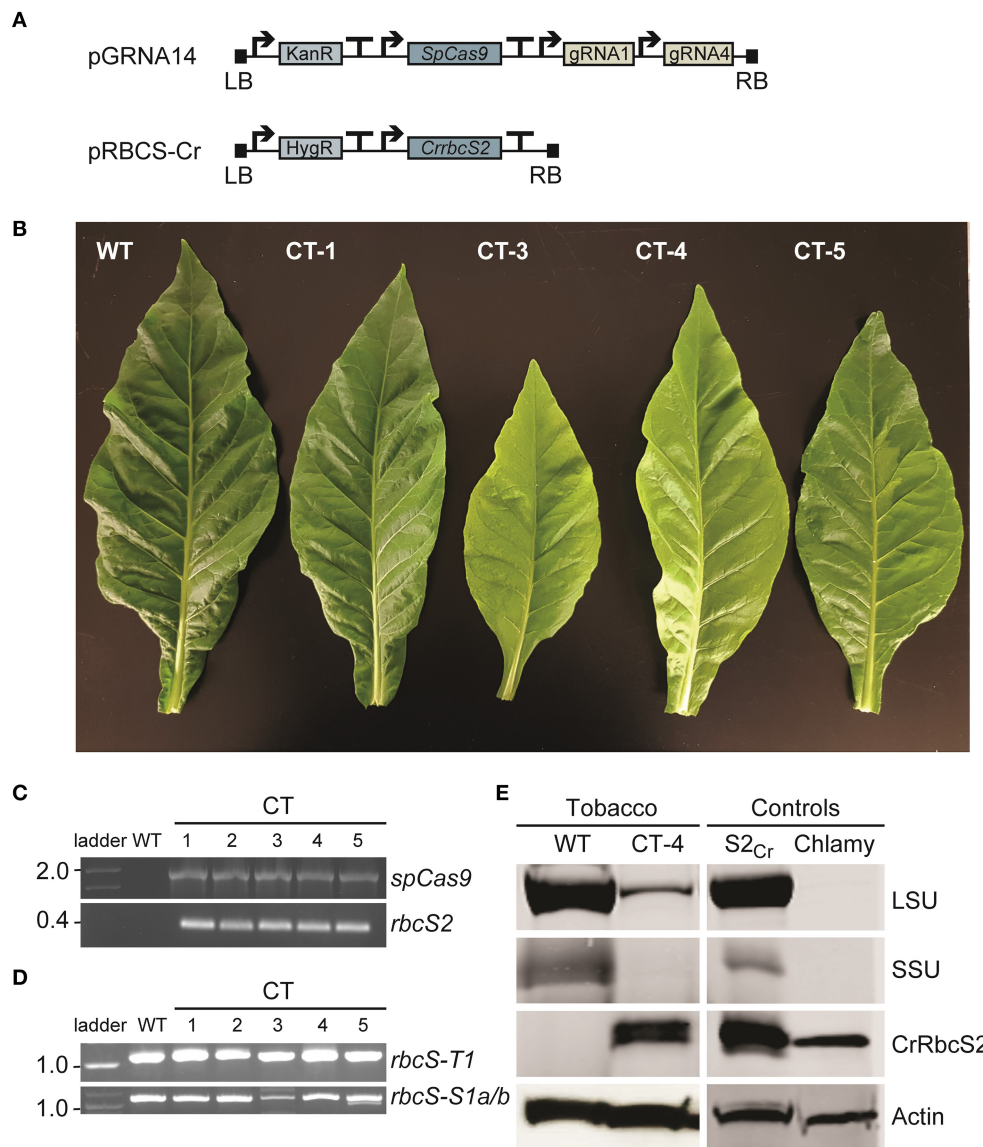 A
pGRNA14
KanR
SpCas9
gRNA1
gRNA4
LB
RB
pRBCS-Cr
HygR
CrrbcS2
LB
RB
B
WT CT-1 CT-3 CT-4 CT-5
C
CT
ladder WT 1 2 3 4 5
2.0
spCas9
0.4
rbcS2
D
CT
ladder WT 1 2 3 4 5
1.0
rbcS-T1
1.0
rbcS-S1a/b
E
Tobacco Controls
WT CT-4 S2Cr Chlamy
LSU
SSU
CrRbcS2
Actin